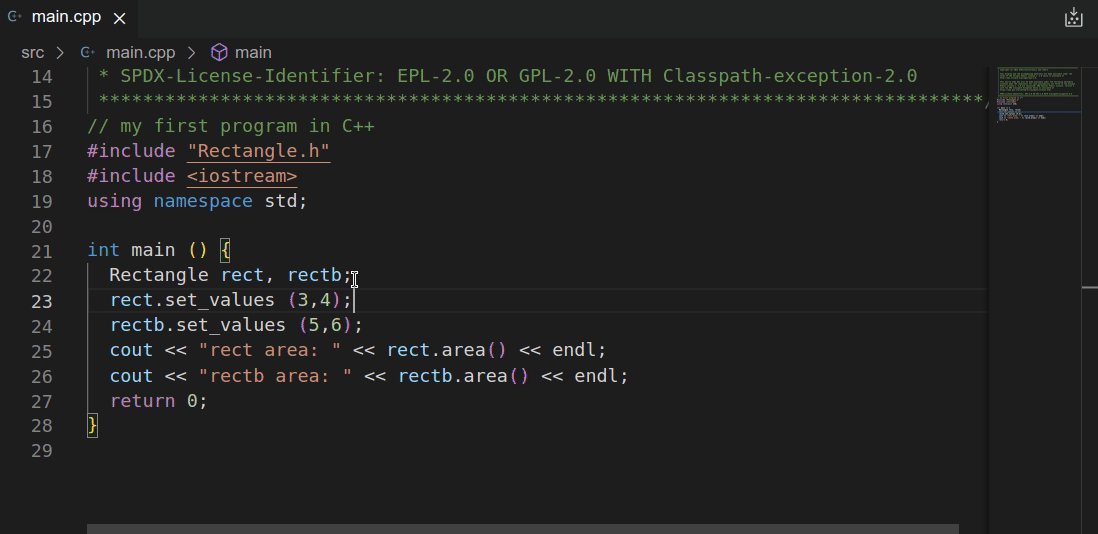 main.cpp
src > main.cpp > main
14 * SPDX-License-Identifier: EPL-2.0 OR GPL-2.0 WITH Classpath-exception-2.0
15 ********************************************************************************/
16 // my first program in C++
17 #include "Rectangle.h"
18 #include <iostream>
19 using namespace std;
20
21 int main () {
22 Rectangle rect, rectb;
23 rect.set_values (3,4);
24 rectb.set_values (5,6);
25 cout << "rect area: " << rect.area() << endl;
26 cout << "rectb area: " << rectb.area() << endl;
27 return 0;
28 }
29